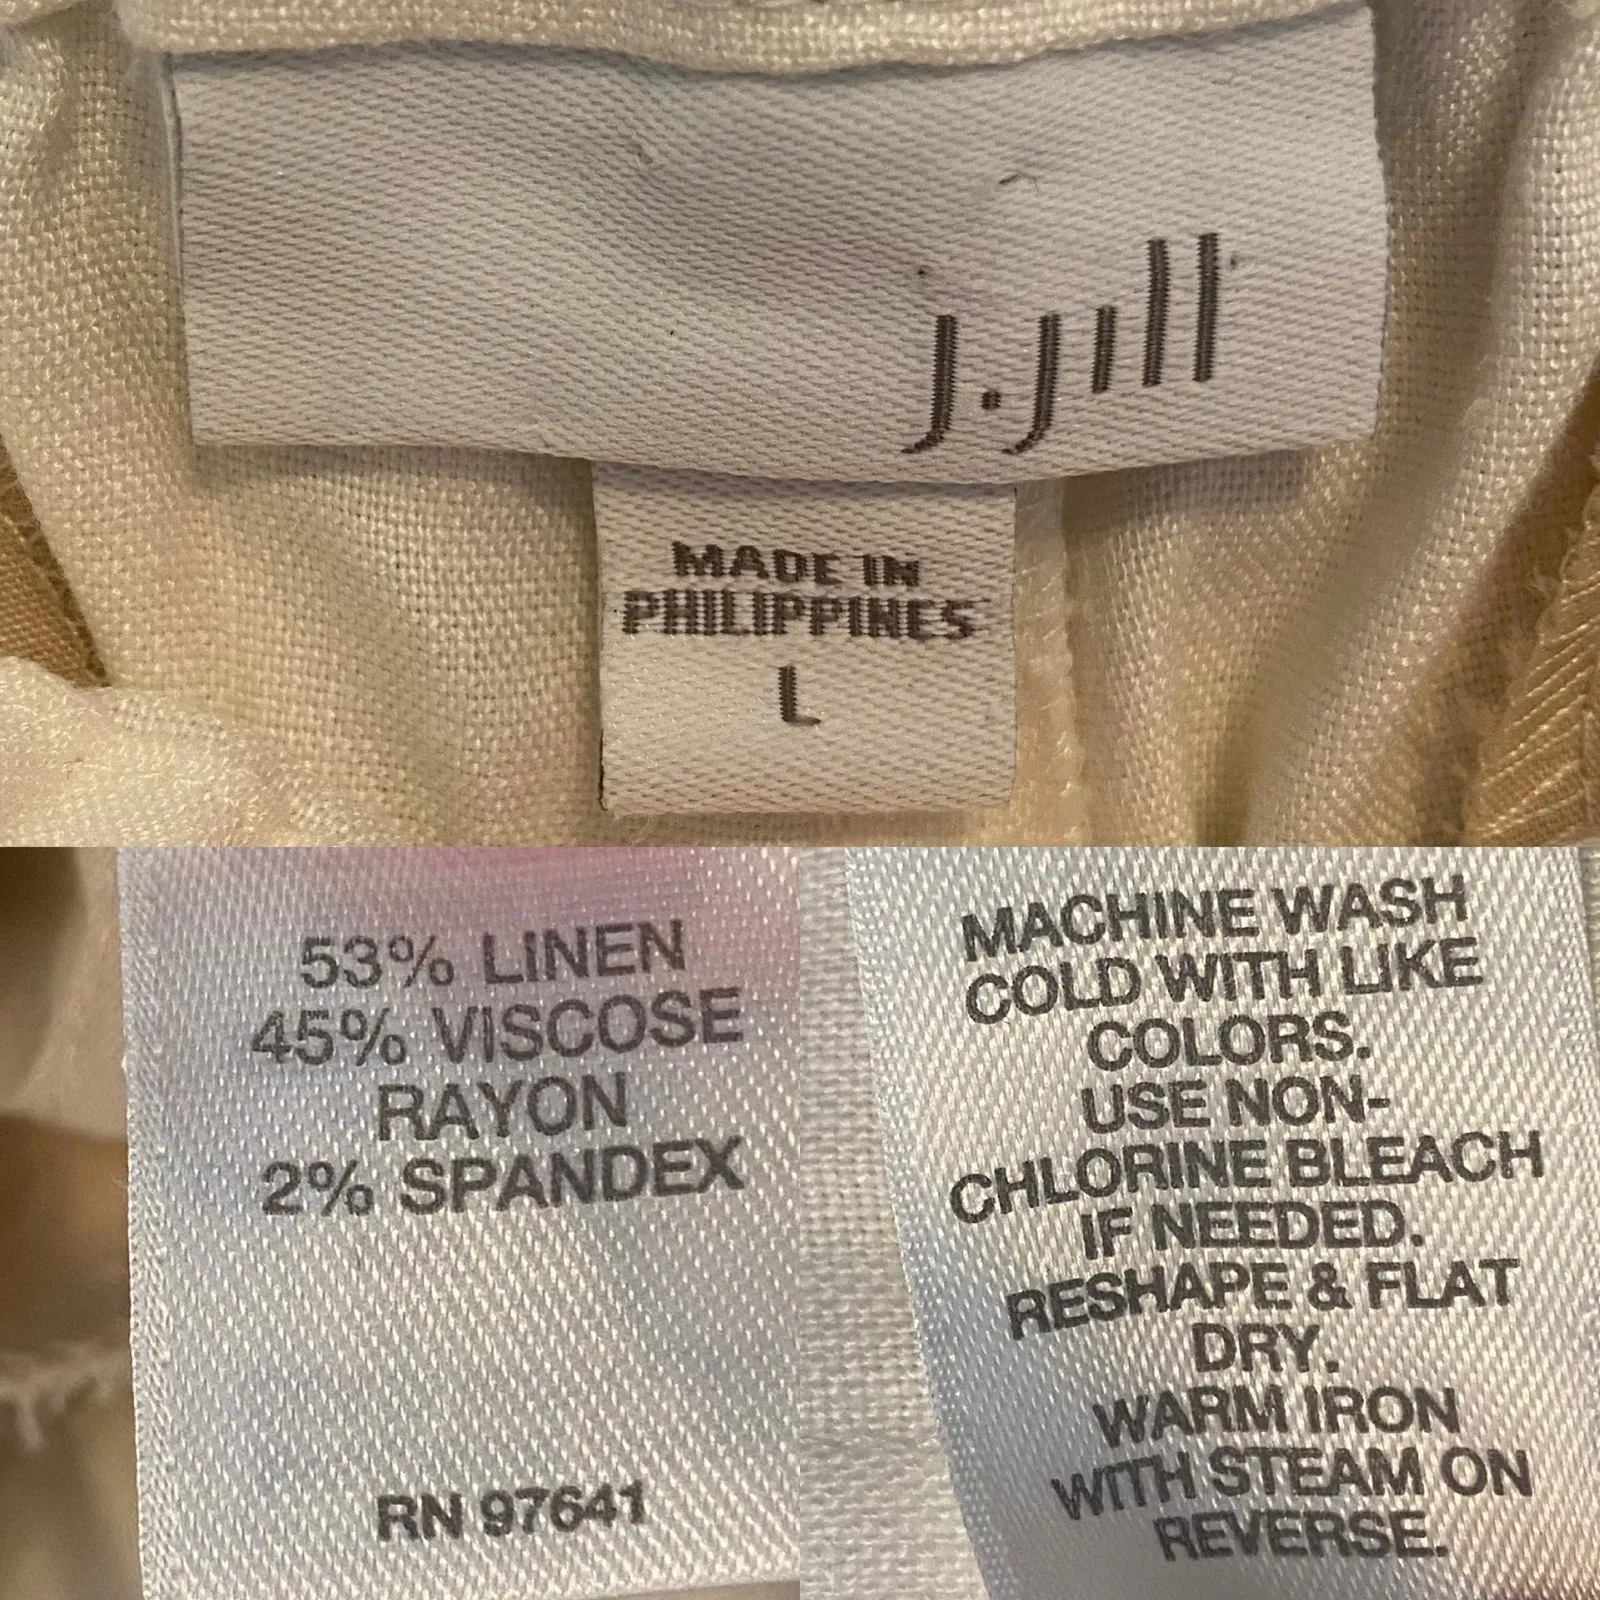 J.Jill
MADE IN
PHILIPPINES
L
53% LINEN
45% VISCOSE
RAYON
2% SPANDEX
RN 97641
MACHINE WASH
COLD WITH LIKE
COLORS.
USE NON-
CHLORINE BLEACH
IF NEEDED.
RESHAPE & FLAT
DRY.
WARM IRON
WITH STEAM ON
REVERSE.